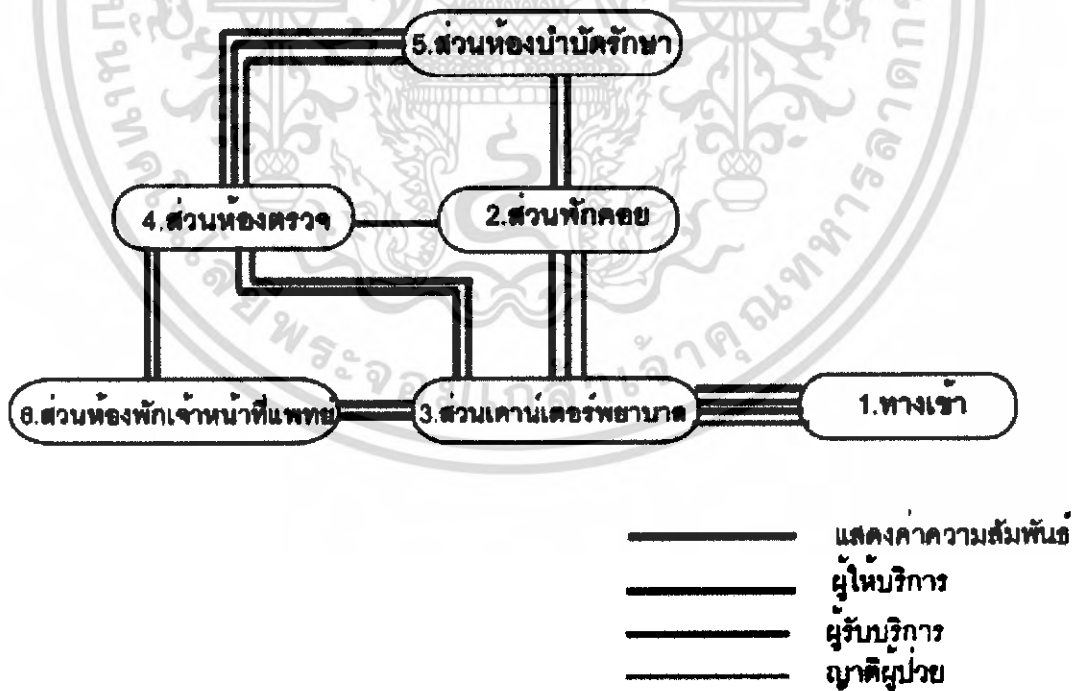 5.ส่วนห้องบำบัดรักษา
4.ส่วนห้องตรวจ
2.ส่วนพักคอย
6.ส่วนห้องพักเจ้าหน้าที่แพทย์
3.ส่วนเคาน์เตอร์พยาบาล
1.ทางเข้า
แสดงค่าความสัมพันธ์
ผู้ให้บริการ
ผู้รับบริการ
ญาติผู้ป่วย